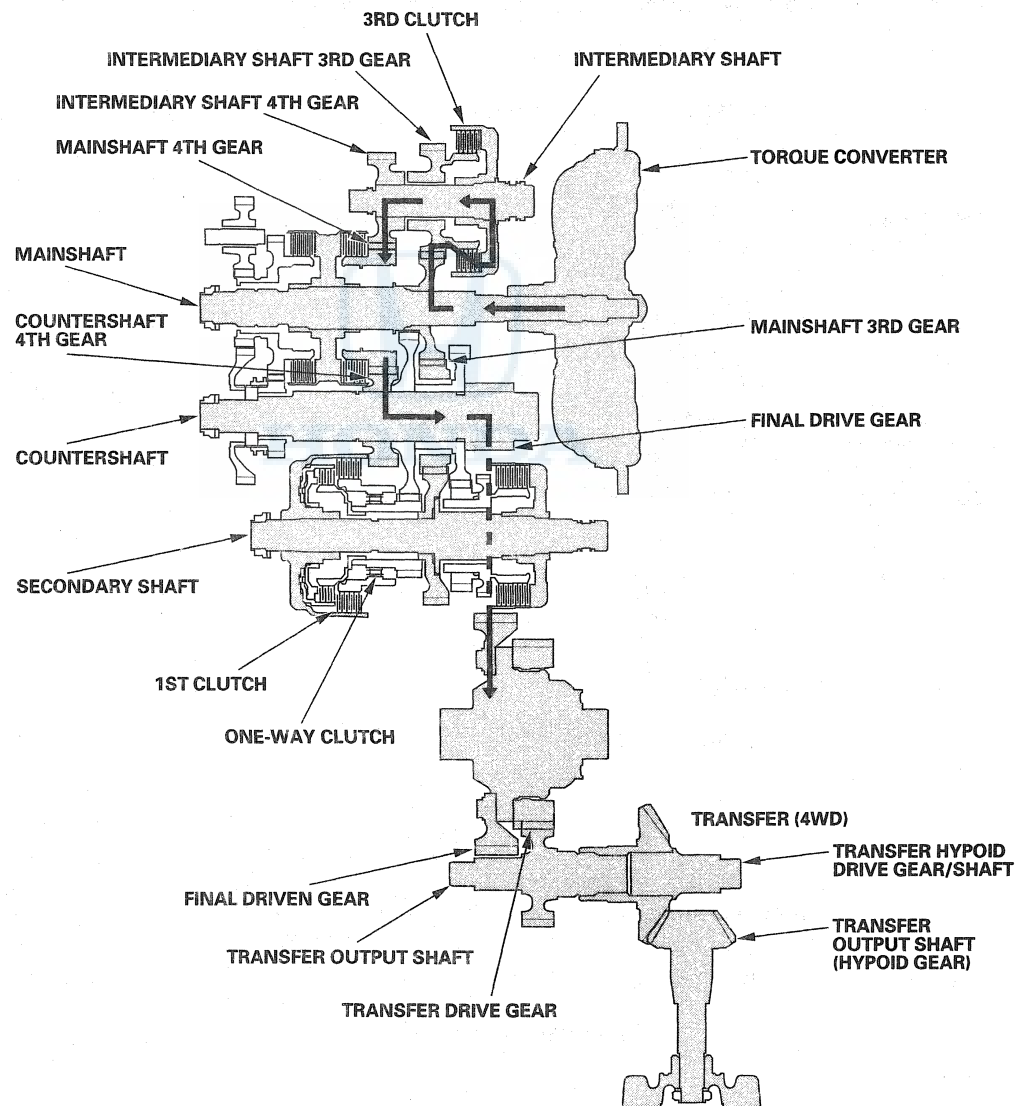 3RD CLUTCH
INTERMEDIARY SHAFT 3RD GEAR
INTERMEDIARY SHAFT
INTERMEDIARY SHAFT 4TH GEAR
MAINSHAFT 4TH GEAR
TORQUE CONVERTER
MAINSHAFT
COUNTERSHAFT
4TH GEAR
MAINSHAFT 3RD GEAR
FINAL DRIVE GEAR
COUNTERSHAFT
SECONDARY SHAFT
1ST CLUTCH
ONE-WAY CLUTCH
TRANSFER (4WD)
TRANSFER HYPOID
DRIVE GEAR/SHAFT
FINAL DRIVEN GEAR
TRANSFER
OUTPUT SHAFT
(HYPOID GEAR)
TRANSFER OUTPUT SHAFT
TRANSFER DRIVE GEAR